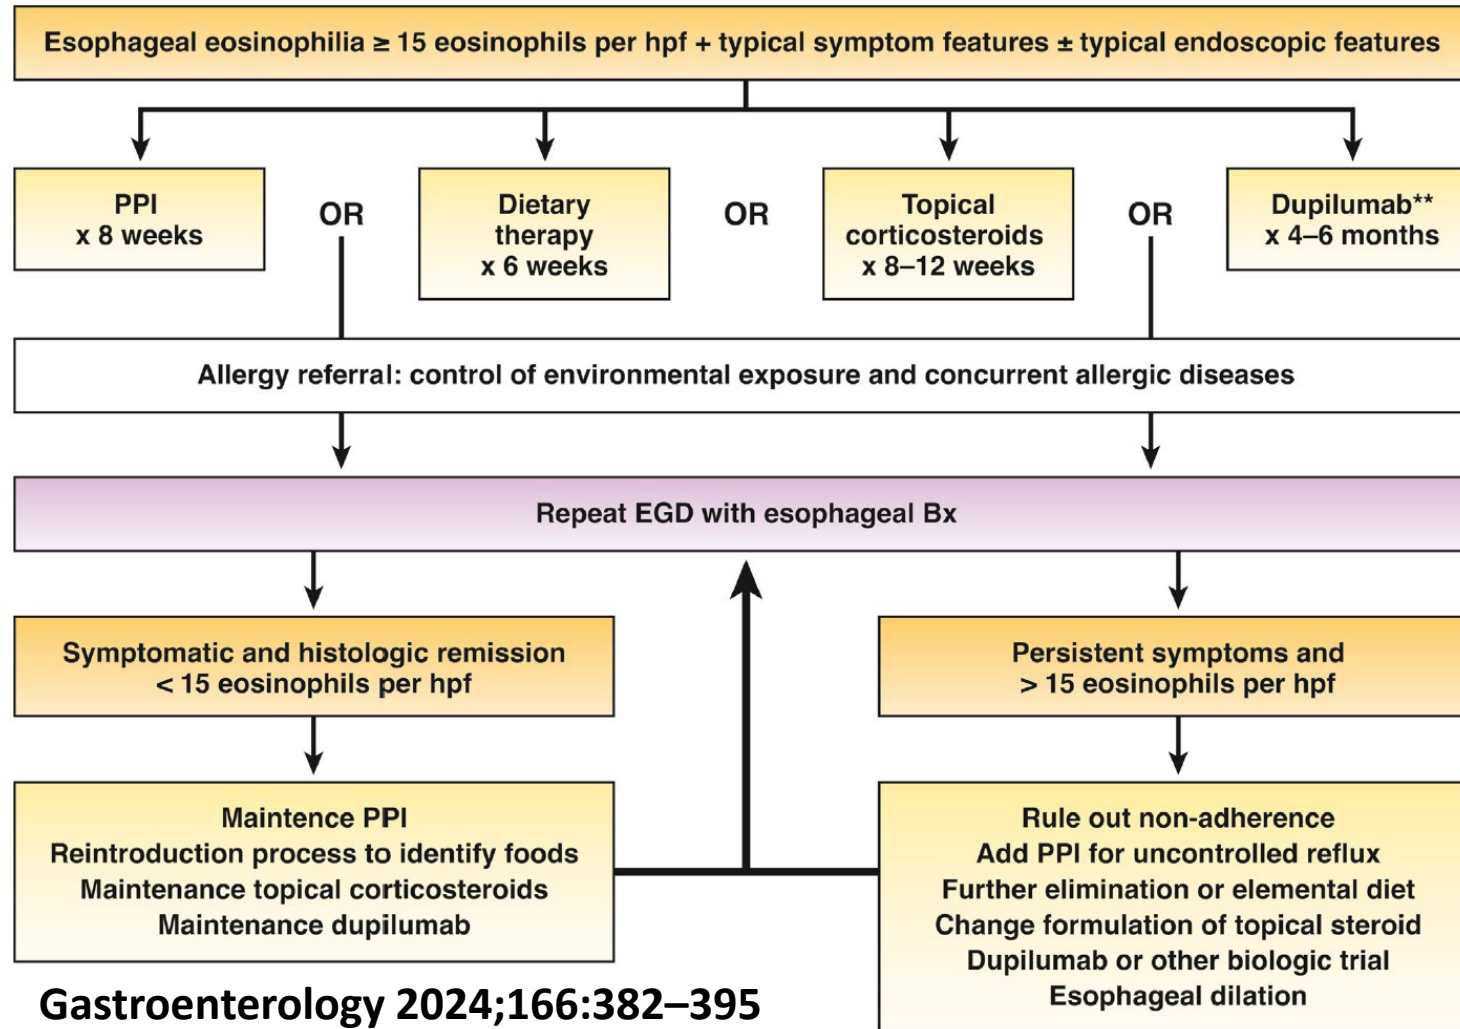 Esophageal eosinophilia ≥ 15 eosinophils per hpf + typical symptom features ± typical endoscopic features
PPI
x 8 weeks
OR
Dietary
therapy
x 6 weeks
OR
Topical
corticosteroids
x 8–12 weeks
OR
Dupilumab**
x 4–6 months
Allergy referral: control of environmental exposure and concurrent allergic diseases
Repeat EGD with esophageal Bx
Symptomatic and histologic remission
< 15 eosinophils per hpf
Persistent symptoms and
> 15 eosinophils per hpf
Maintence PPI
Reintroduction process to identify foods
Maintenance topical corticosteroids
Maintenance dupilumab
Rule out non-adherence
Add PPI for uncontrolled reflux
Further elimination or elemental diet
Change formulation of topical steroid
Dupilumab or other biologic trial
Esophageal dilation
Gastroenterology 2024;166:382–395